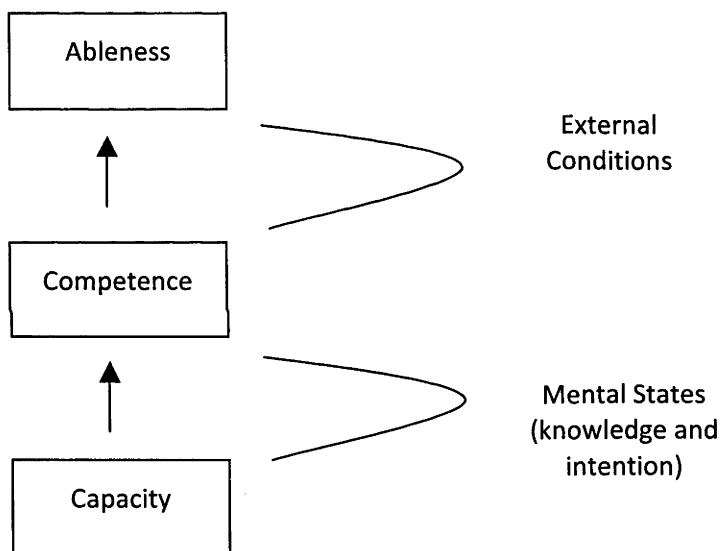 Ableness
External
Conditions
Competence
Mental States
(knowledge and
intention)
Capacity